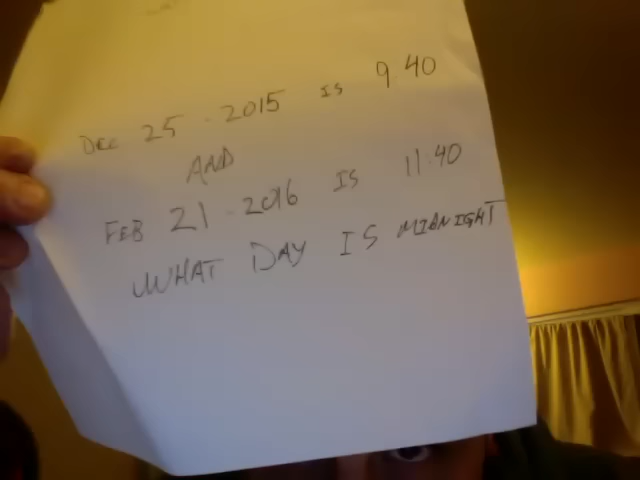 DEC 25 - 2015 IS 9.40
AND
FEB 21 - 2016 IS 11.40
WHAT DAY IS MIDNIGHT